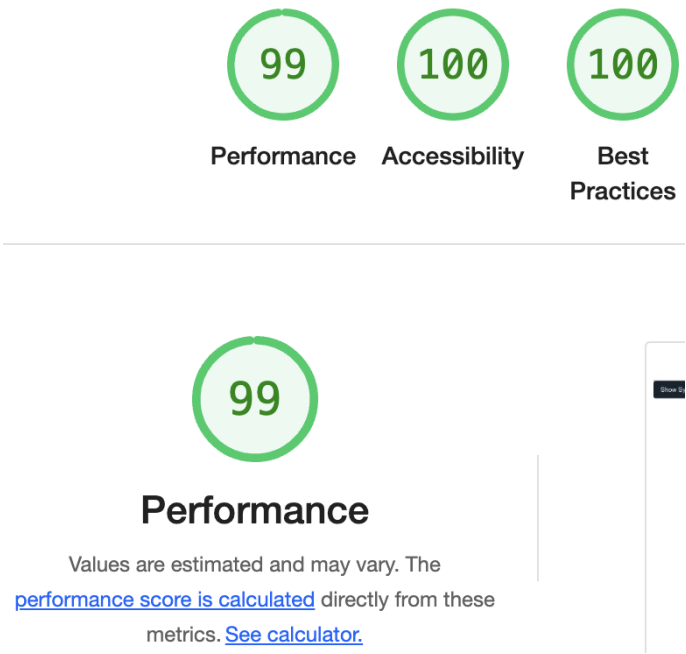 99
100
100
Performance
Accessibility
Best
Practices
99
Performance
Values are estimated and may vary. The
performance score is calculated directly from these
metrics. See calculator.
Show